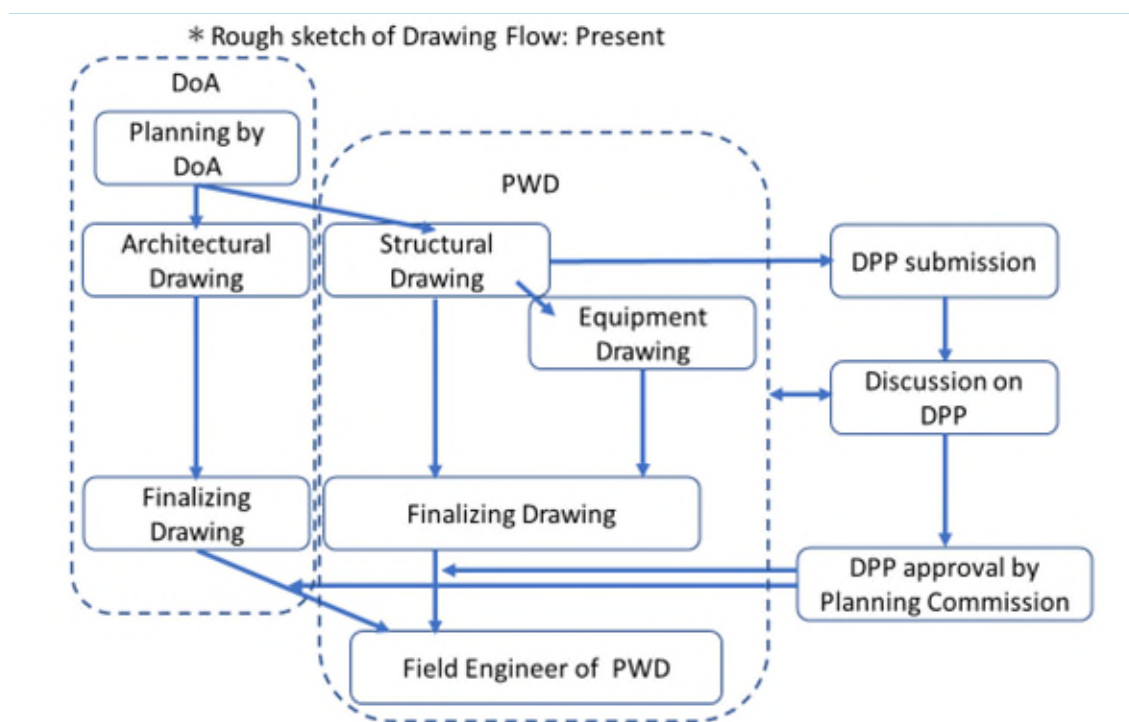 * Rough sketch of Drawing Flow: Present
DoA
Planning by
DoA
PWD
Architectural
Drawing
Structural
Drawing
DPP submission
Equipment
Drawing
Discussion on
DPP
Finalizing
Drawing
Finalizing Drawing
DPP approval by
Planning Commission
Field Engineer of PWD